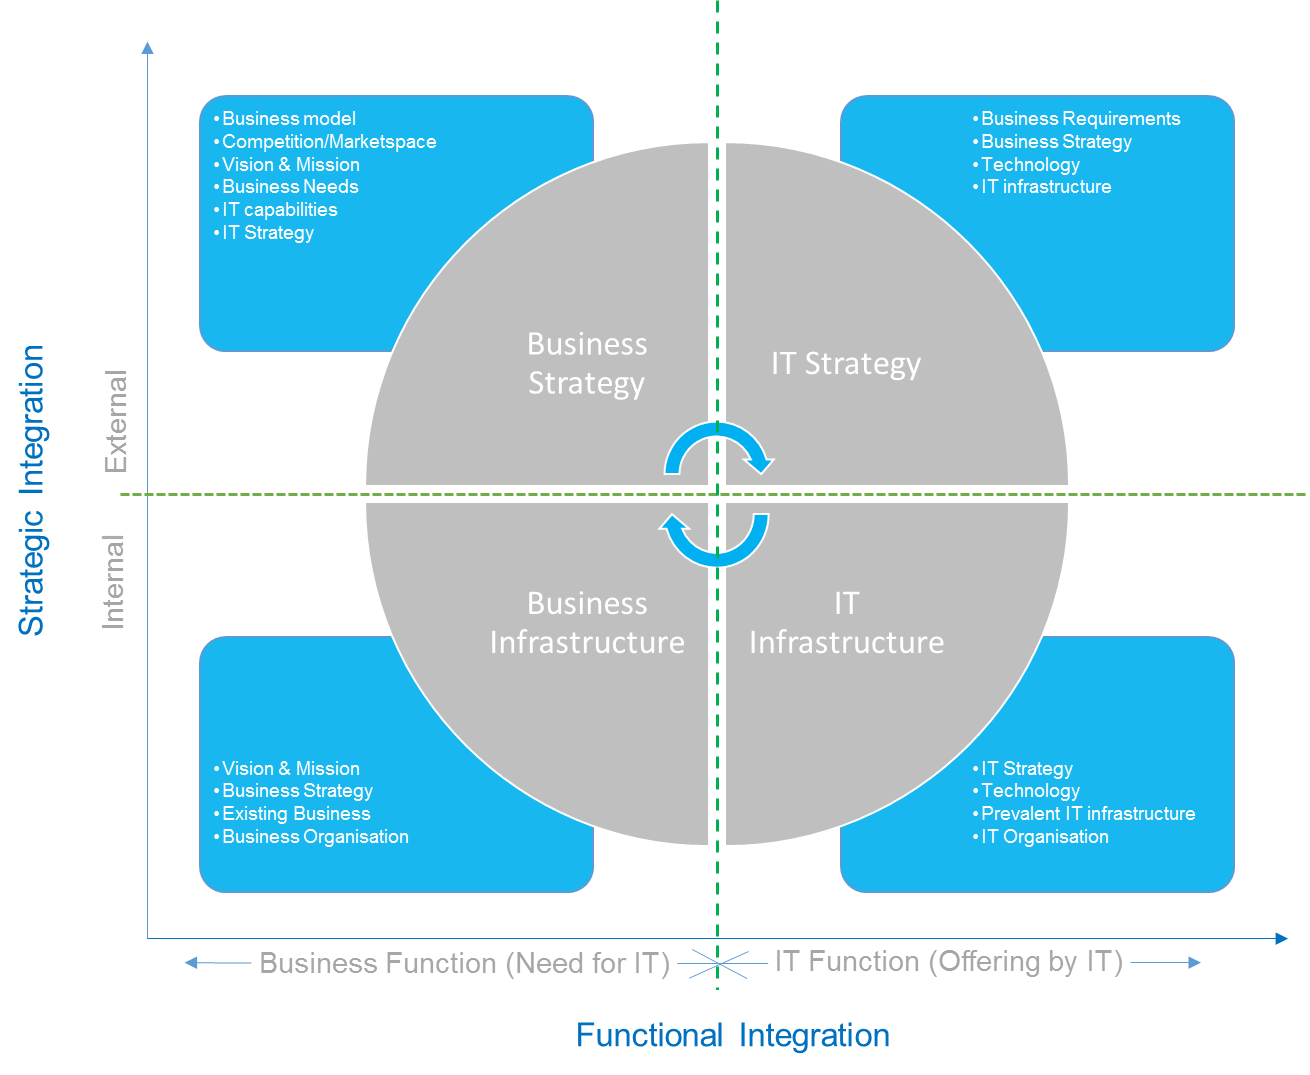 • Business model
• Competition/Marketspace
• Vision & Mission
• Business Needs
• IT capabilities
• IT Strategy
• Business Requirements
• Business Strategy
• Technology
• IT infrastructure
Business
Strategy
IT Strategy
Strategic Integration
External
Internal
Business
Infrastructure
IT
Infrastructure
• Vision & Mission
• Business Strategy
• Existing Business
• Business Organisation
• IT Strategy
• Technology
• Prevalent IT infrastructure
• IT Organisation
Business Function (Need for IT)
IT Function (Offering by IT)
Functional Integration